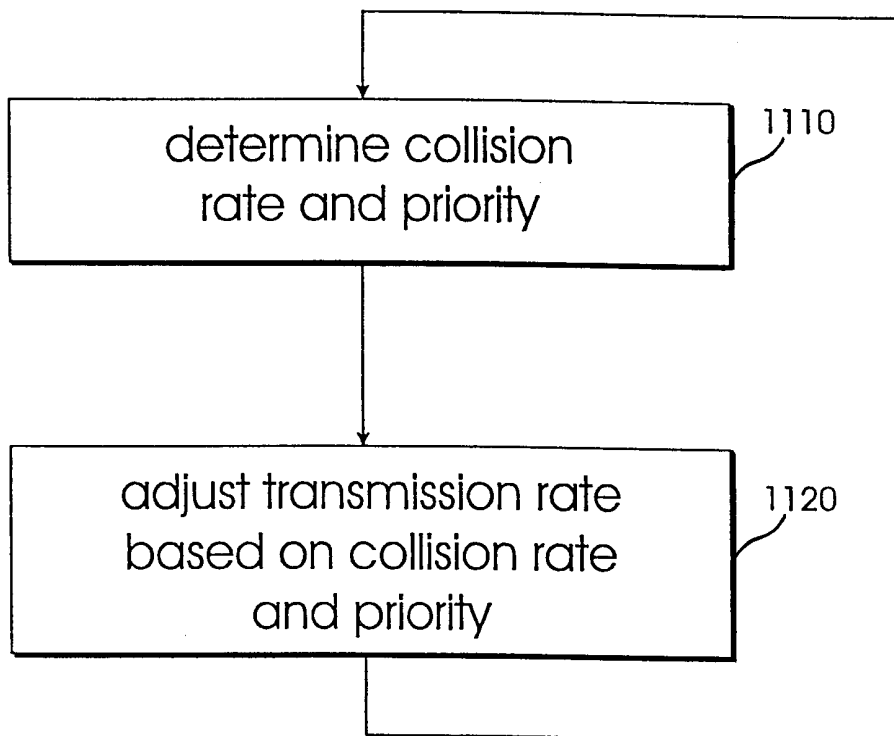 determine collision
rate and priority
1110
adjust transmission rate
based on collision rate
and priority
1120